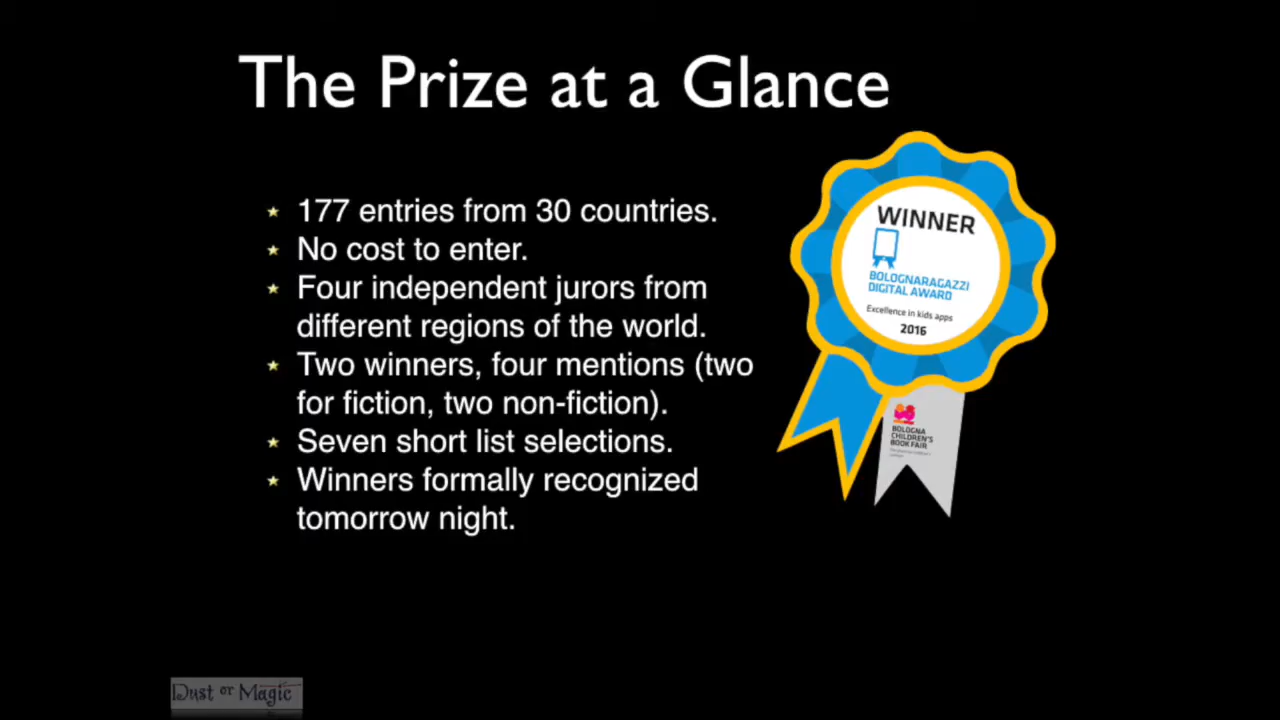 The Prize at a Glance
177 entries from 30 countries.
No cost to enter.
Four independent jurors from
different regions of the world.
Two winners, four mentions (two
for fiction, two non-fiction).
Seven short list selections.
Winners formally recognized
tomorrow night.
WINNER
BOLOGNARAGAZZI
DIGITAL AWARD
Excellence in kids apps
2016
BOLOGNA
CHILDREN'S
BOOK FAIR
Dust or Magic